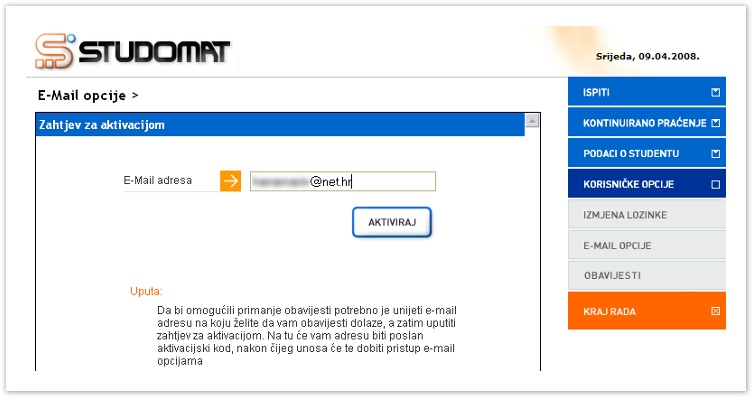 STUDOMAT
Srijeda, 09.04.2008.
E-Mail opcije >
Zahtjev za aktivacijom
E-Mail adresa
@net.hr
AKTIVIRAJ
Uputa:
Da bi omogućili primanje obavijesti potrebno je unijeti e-mail
adresu na koju želite da vam obavijesti dolaze, a zatim uputiti
zahtjev za aktivacijom. Na tu će vam adresu biti poslan
aktivacijski kod, nakon čijeg unosa će te dobiti pristup e-mail
opcijama
ISPITI
KONTINUIRANO PRAĆENJE
PODACI O STUDENTU
KORISNIČKE OPCIJE
IZMJENA LOZINKE
E-MAIL OPCIJE
OBAVIJESTI
KRAJ RADA